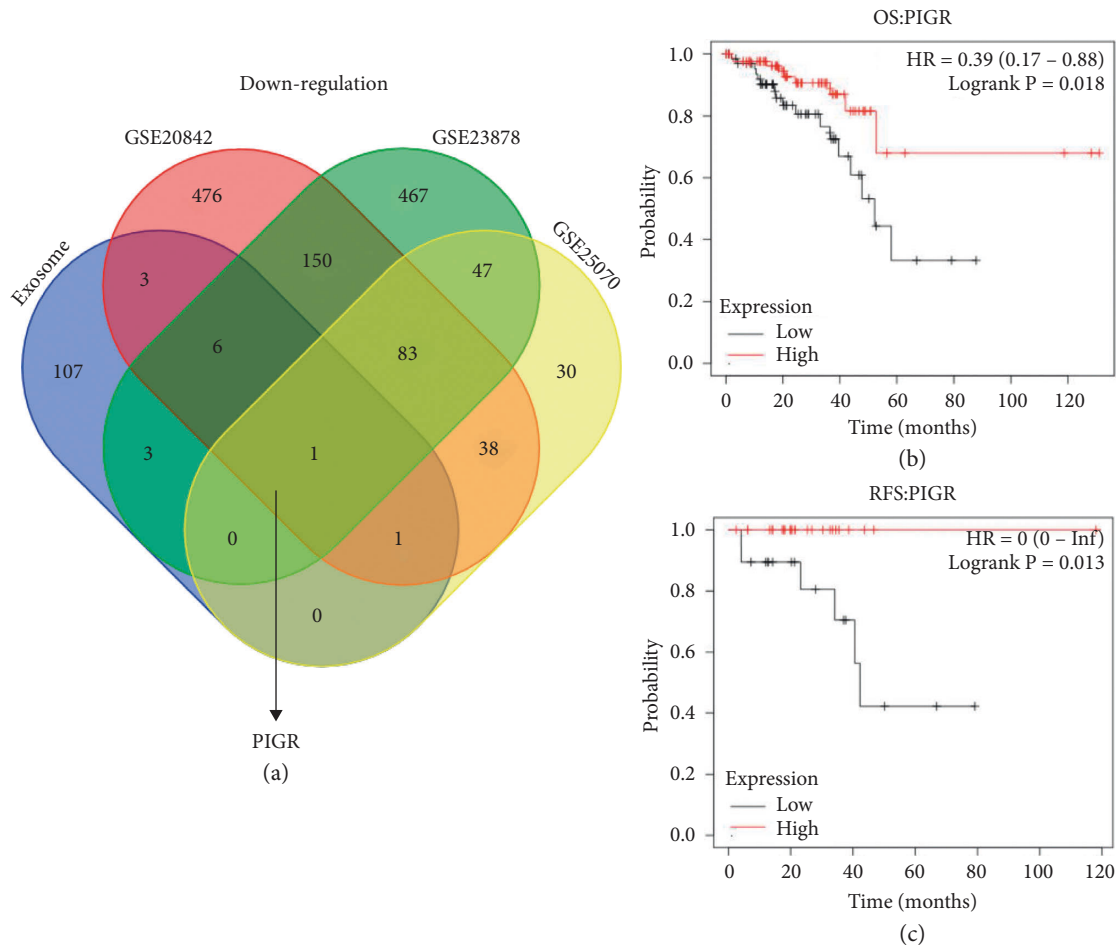 Down-regulation
GSE20842
GSE23878
Exosome
GSE25070
476
467
3
150
47
107
6
83
30
3
1
38
0
1
0
PIGR
(a)
OS:PIGR
HR = 0.39 (0.17 – 0.88)
Logrank P = 0.018
Probability
1.0
0.8
0.6
0.4
0.2
0.0
Expression
Low
High
0 20 40 60 80 100 120
Time (months)
(b)
RFS:PIGR
HR = 0 (0 – Inf)
Logrank P = 0.013
Probability
1.0
0.8
0.6
0.4
0.2
0.0
Expression
Low
High
0 20 40 60 80 100 120
Time (months)
(c)